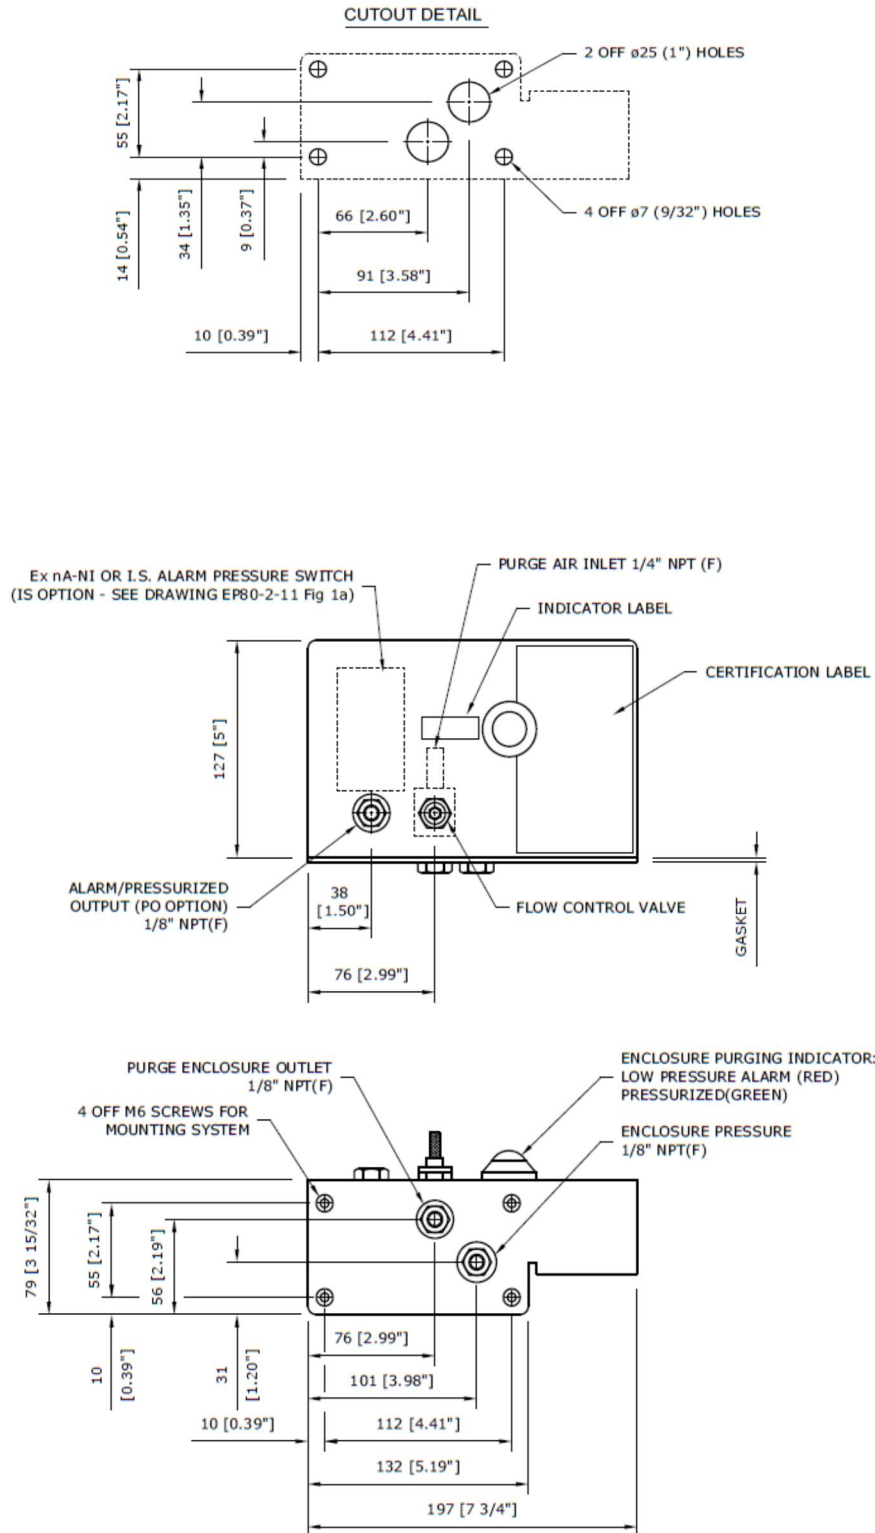 CUTOUT DETAIL
2 OFF ø25 (1") HOLES
55 [2.17"]
34 [1.35"]
9 [0.37"]
14 [0.54"]
66 [2.60"]
4 OFF ø7 (9/32") HOLES
91 [3.58"]
10 [0.39"]
112 [4.41"]
PURGE AIR INLET 1/4" NPT (F)
Ex nA-NI OR I.S. ALARM PRESSURE SWITCH
(IS OPTION - SEE DRAWING EP80-2-11 Fig 1a)
INDICATOR LABEL
CERTIFICATION LABEL
127 [5"]
ALARM/PRESSURIZED
OUTPUT (PO OPTION)
1/8" NPT(F)
38
[1.50"]
FLOW CONTROL VALVE
GASKET
76 [2.99"]
PURGE ENCLOSURE OUTLET
1/8" NPT(F)
4 OFF M6 SCREWS FOR
MOUNTING SYSTEM
ENCLOSURE PURGING INDICATOR:
LOW PRESSURE ALARM (RED)
PRESSURIZED(GREEN)
ENCLOSURE PRESSURE
1/8" NPT(F)
79 [3 15/32"]
55 [2.17"]
56 [2.19"]
10
[0.39"]
31
[1.20"]
76 [2.99"]
101 [3.98"]
10 [0.39"]
112 [4.41"]
132 [5.19"]
197 [7 3/4"]